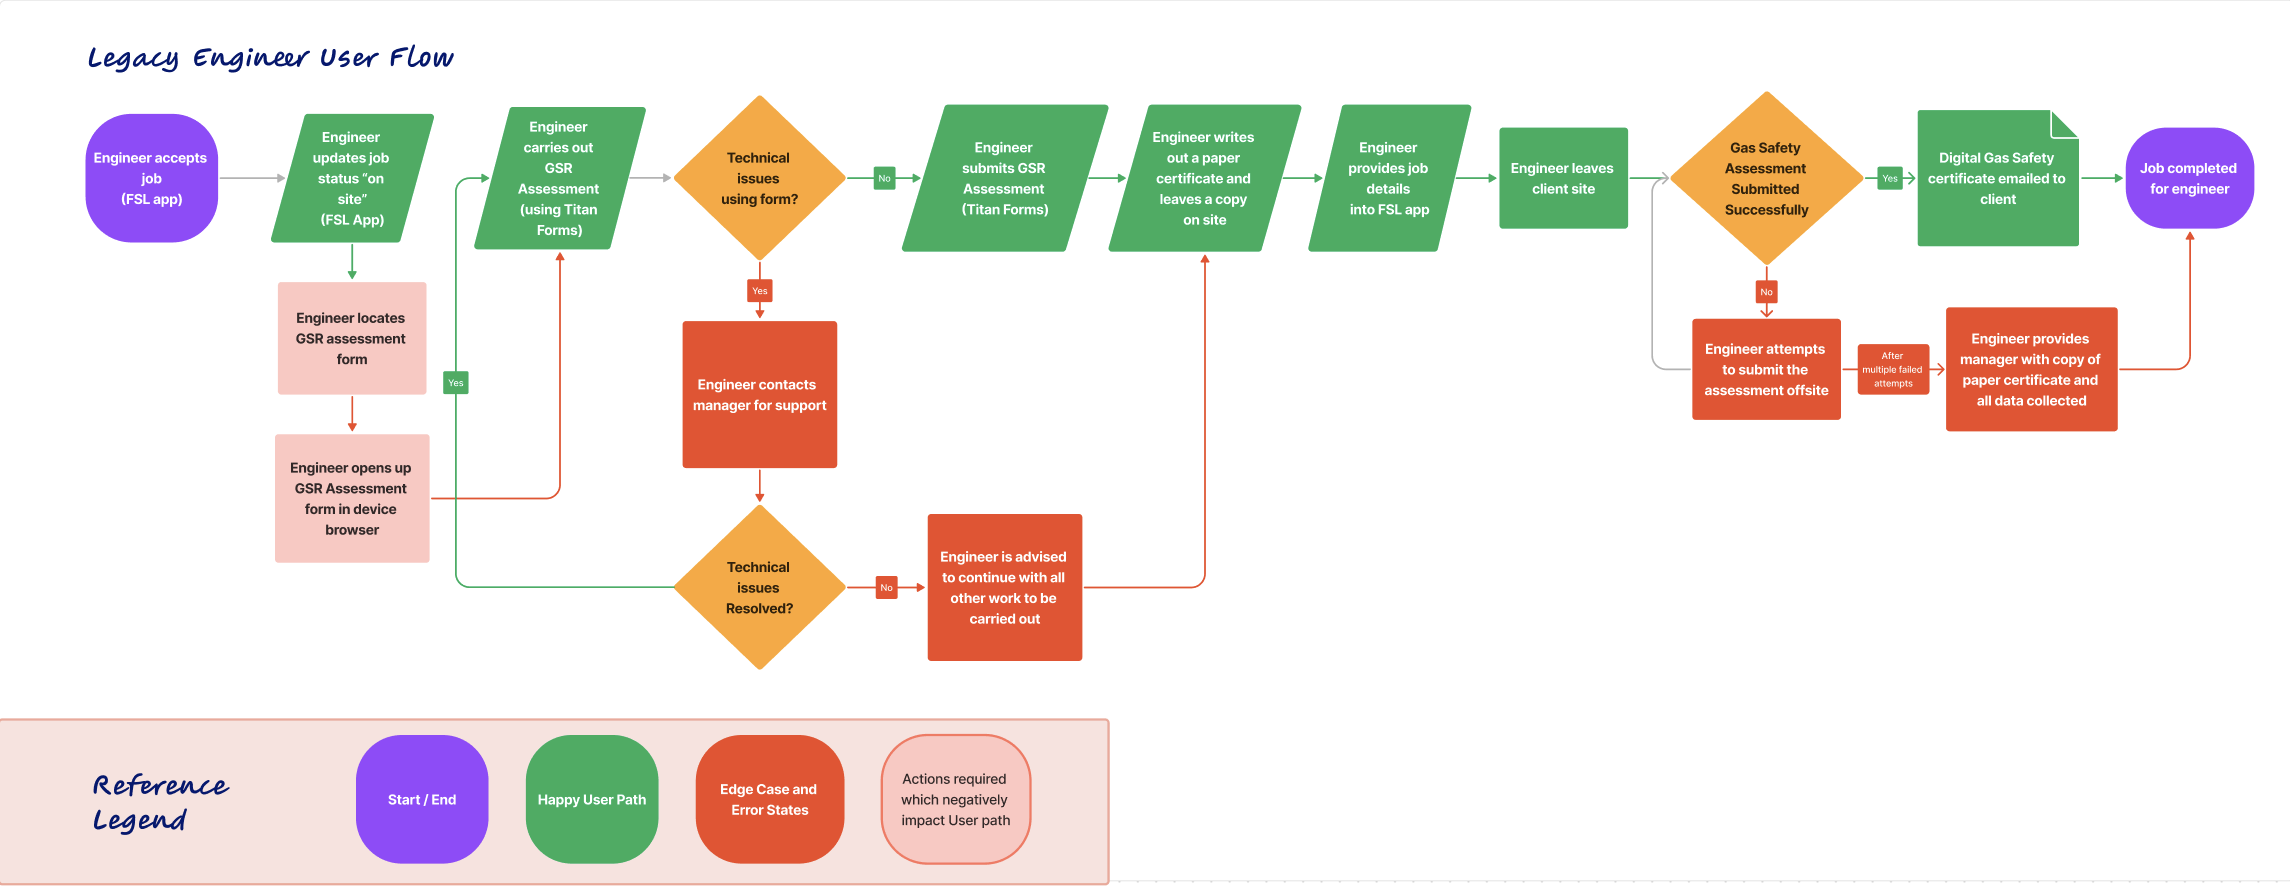 Legacy Engineer User Flow
Engineer accepts
job
(FSL app)
Engineer
updates job
status “on
site”
(FSL App)
Engineer locates
GSR assessment
form
Engineer opens up
GSR Assessment
form in device
browser
Yes
Engineer
carries out
GSR
Assessment
(using Titan
Forms)
Technical
issues
using form?
No
Yes
Engineer contacts
manager for support
Technical
issues
Resolved?
No
Engineer is advised
to continue with all
other work to be
carried out
Engineer
submits GSR
Assessment
(Titan Forms)
Engineer writes
out a paper
certificate and
leaves a copy
on site
Engineer
provides job
details
into FSL app
Engineer leaves
client site
Gas Safety
Assessment
Submitted
Successfully
Yes
No
Engineer attempts
to submit the
assessment offsite
After
multiple failed
attempts
Engineer provides
manager with copy of
paper certificate and
all data collected
Digital Gas Safety
certificate emailed to
client
Job completed
for engineer
Reference
Legend
Start / End
Happy User Path
Edge Case and
Error States
Actions required
which negatively
impact User path